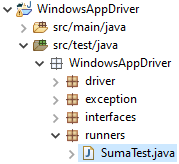 WindowsAppDriver
src/main/java
src/test/java
WindowsAppDriver
driver
exception
interfaces
runners
SumaTest.java